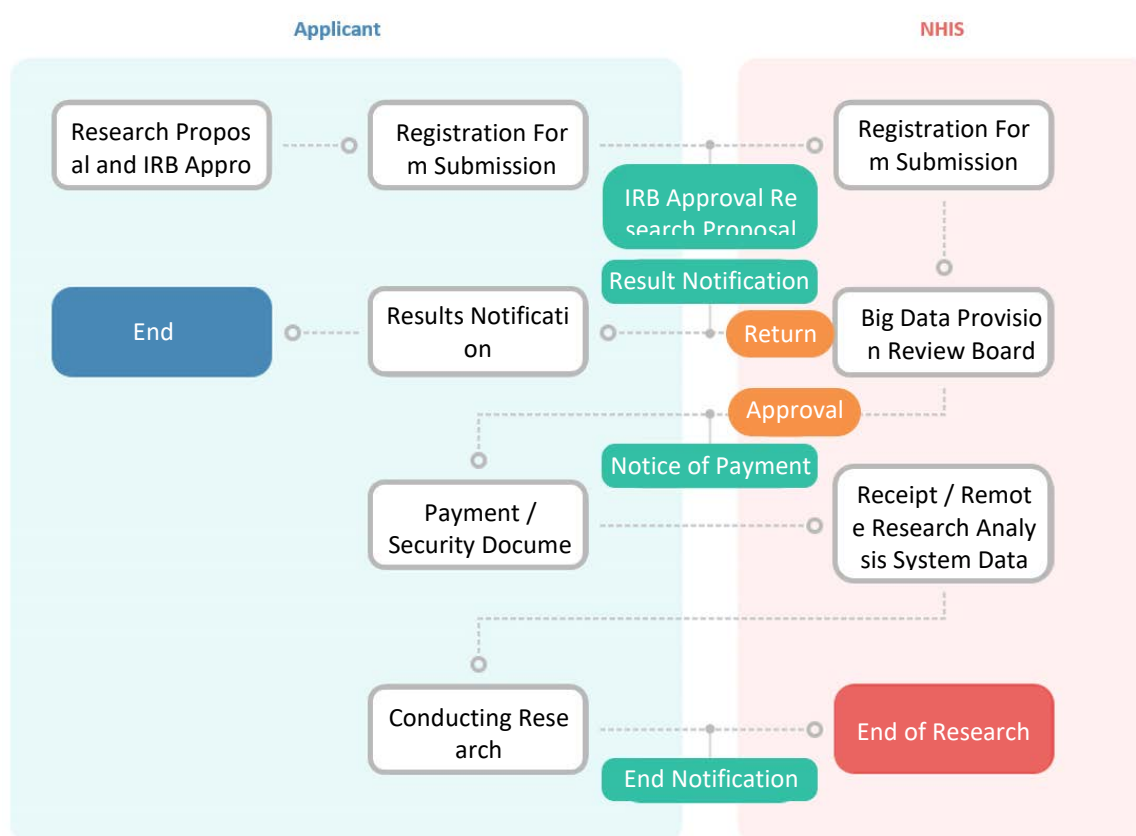 Applicant
NHIS
Research Propos
al and IRB Appro
Registration For
m Submission
IRB Approval Re
search Proposal
Registration For
m Submission
End
Results Notificati
on
Result Notification
Return
Big Data Provisio
n Review Board
Approval
Notice of Payment
Payment /
Security Docume
Receipt / Remot
e Research Analy
sis System Data
Conducting Rese
arch
End Notification
End of Research